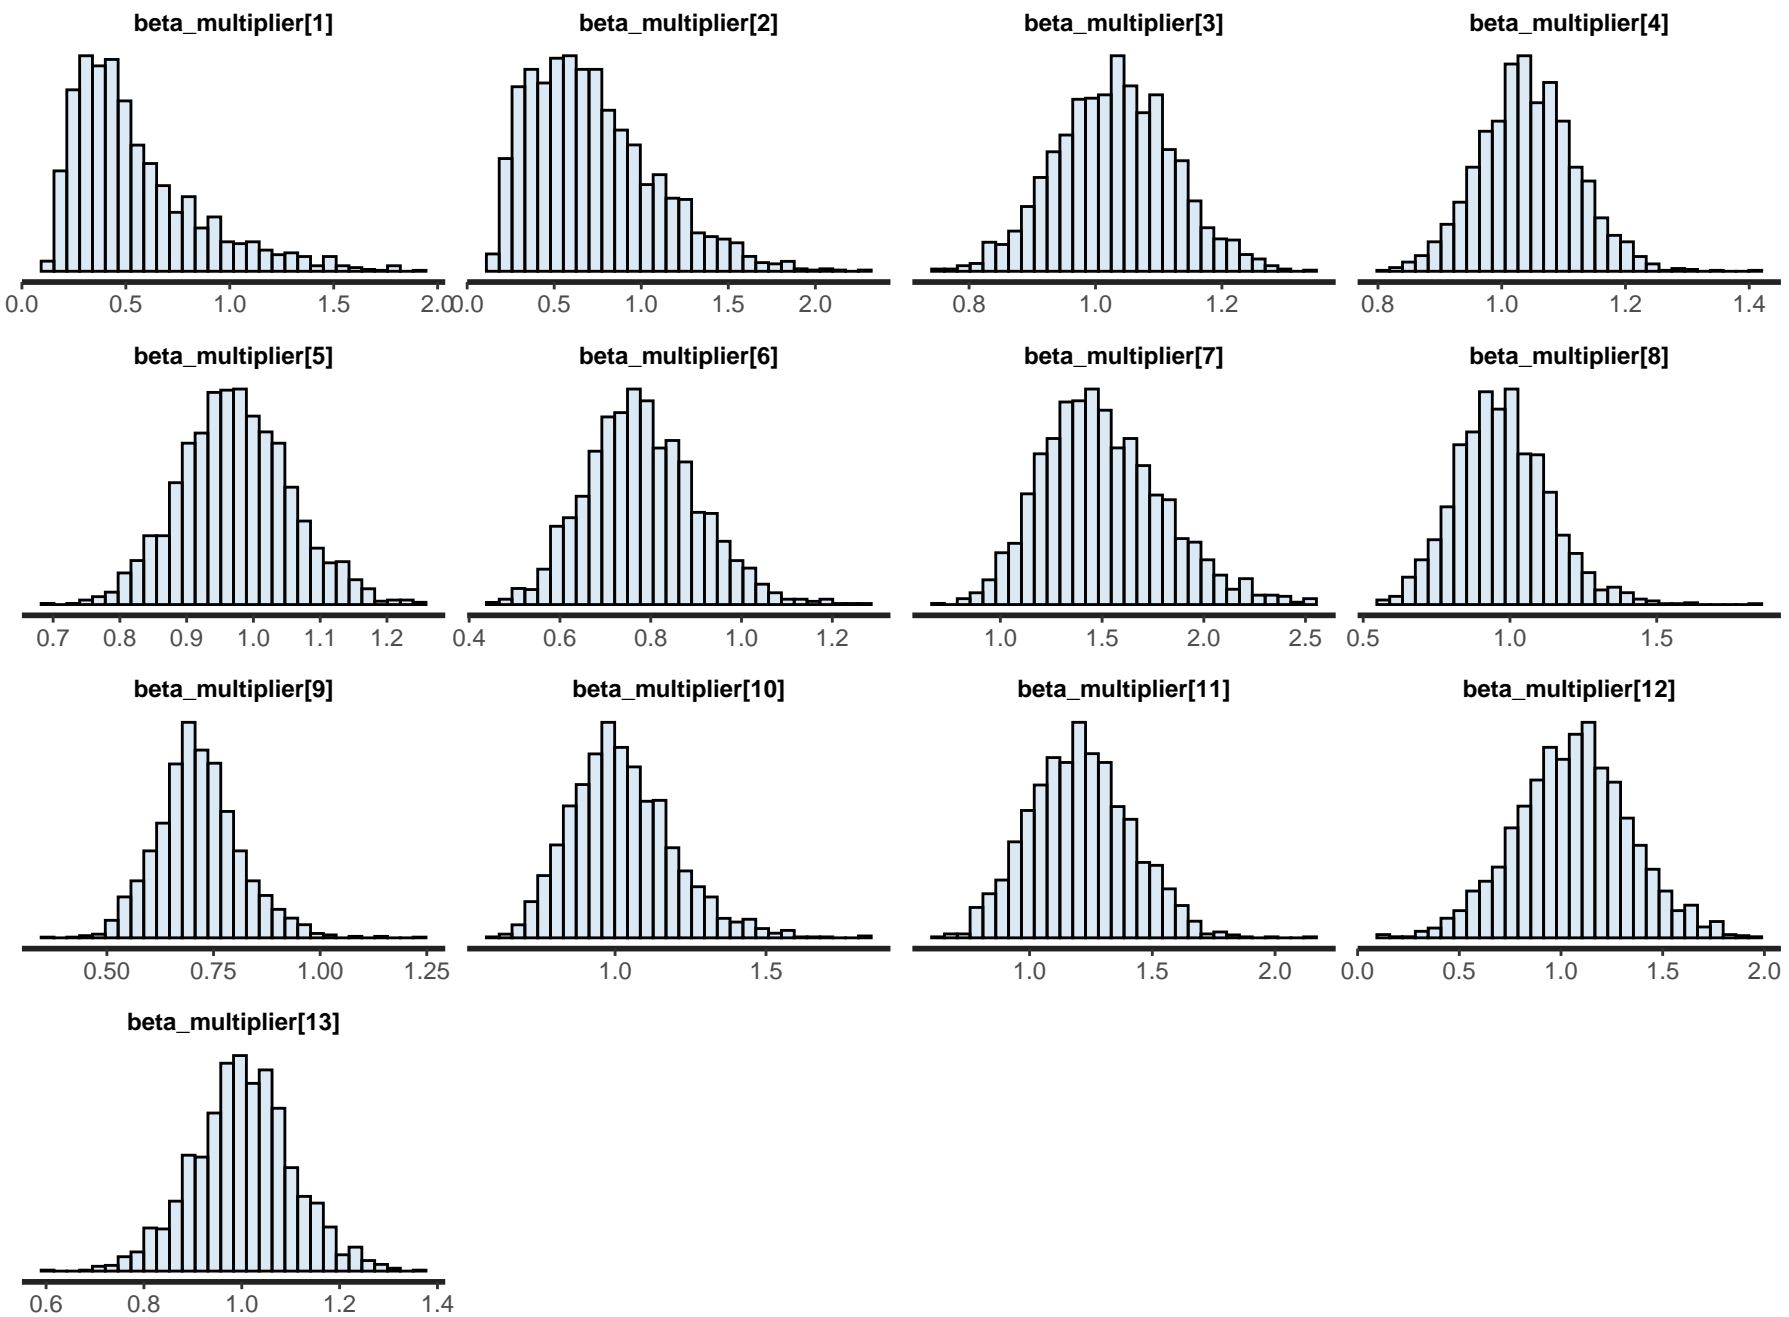 beta_multiplier[1] beta_multiplier[2] beta_multiplier[3] beta_multiplier[4]
0.0 0.5 1.0 1.5 2.0 0.0 0.5 1.0 1.5 2.0 0.8 1.0 1.2 0.8 1.0 1.2 1.4
beta_multiplier[5] beta_multiplier[6] beta_multiplier[7] beta_multiplier[8]
0.7 0.8 0.9 1.0 1.1 1.2 0.4 0.6 0.8 1.0 1.2 1.0 1.5 2.0 2.5 0.5 1.0 1.5
beta_multiplier[9] beta_multiplier[10] beta_multiplier[11] beta_multiplier[12]
0.50 0.75 1.00 1.25 1.0 1.5 1.0 1.5 2.0 0.0 0.5 1.0 1.5 2.0
beta_multiplier[13]
0.6 0.8 1.0 1.2 1.4